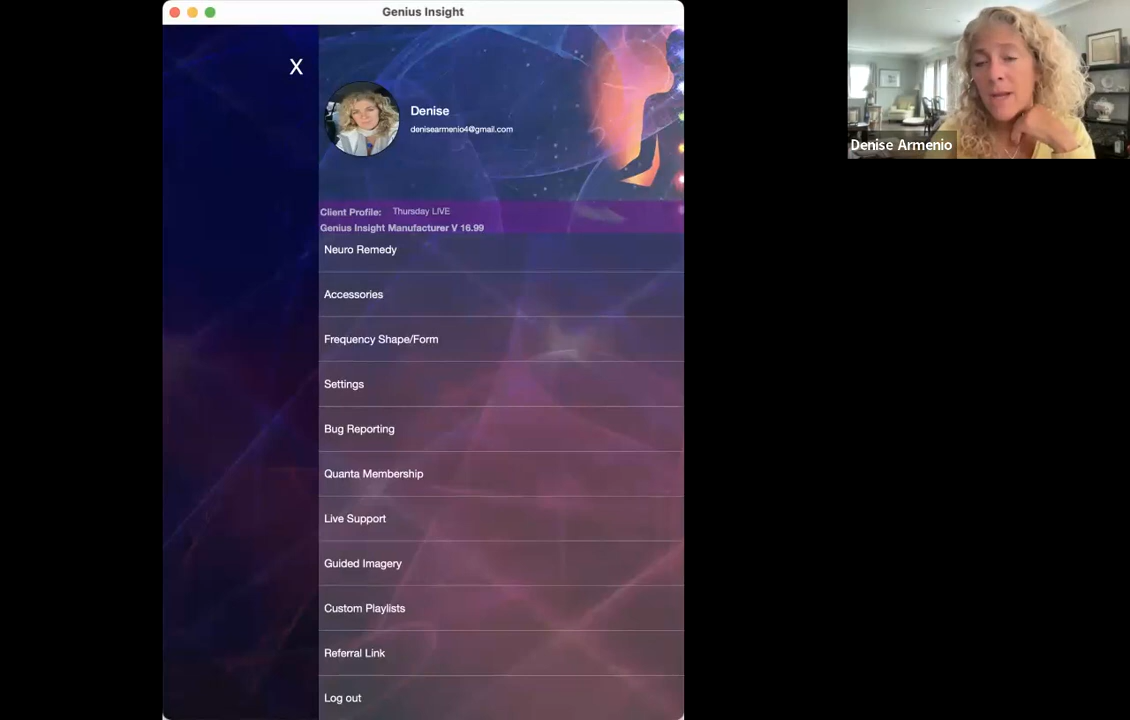 Genius Insight
X
Denise
denisearmenio4@gmail.com
Client Profile: Thursday LIVE
Genius Insight Manufacturer V 16.99
Neuro Remedy
Accessories
Frequency Shape/Form
Settings
Bug Reporting
Quanta Membership
Live Support
Guided Imagery
Custom Playlists
Referral Link
Log out
Denise Armenio